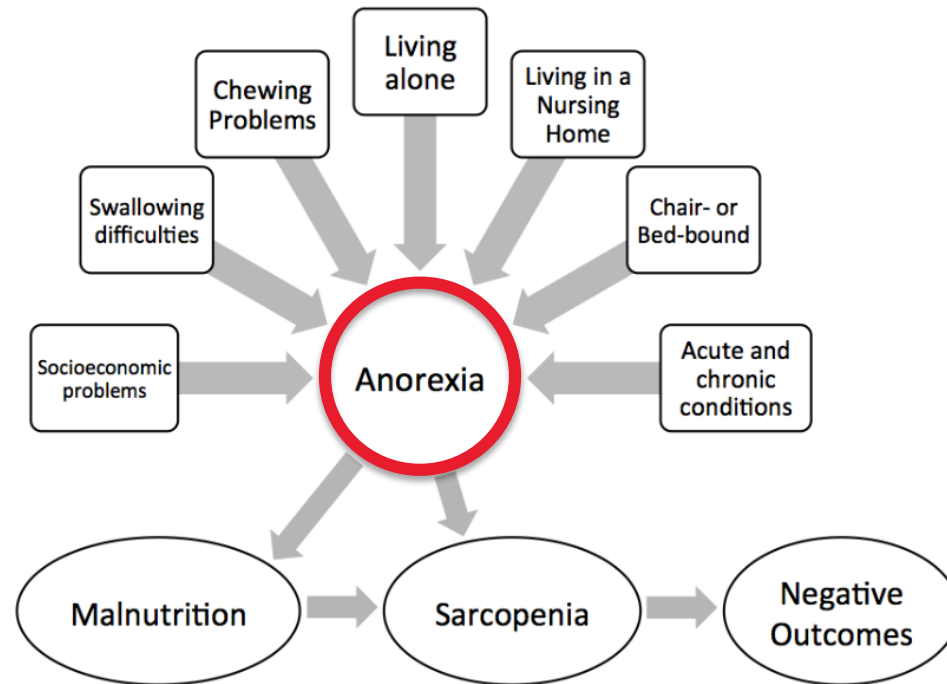 Living
alone
Chewing
Problems
Living in a
Nursing
Home
Swallowing
difficulties
Chair- or
Bed-bound
Socioeconomic
problems
Anorexia
Acute and
chronic
conditions
Malnutrition
Sarcopenia
Negative
Outcomes